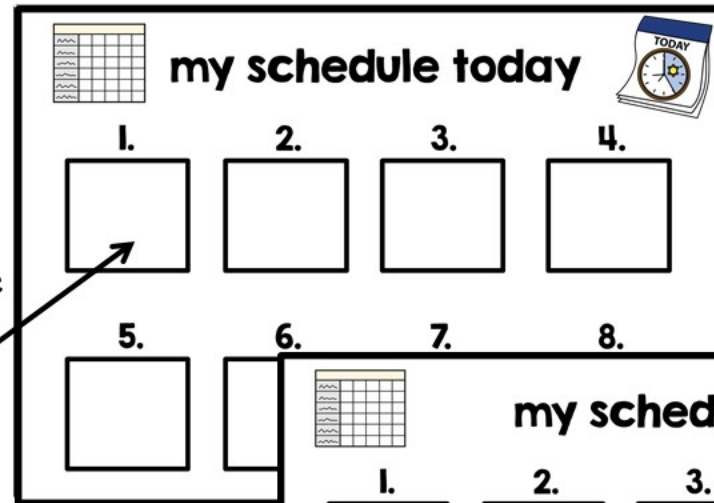 my schedule today
TODAY
1. 2. 3. 4.
5. 6. 7. 8.
my sched
1. 2. 3.